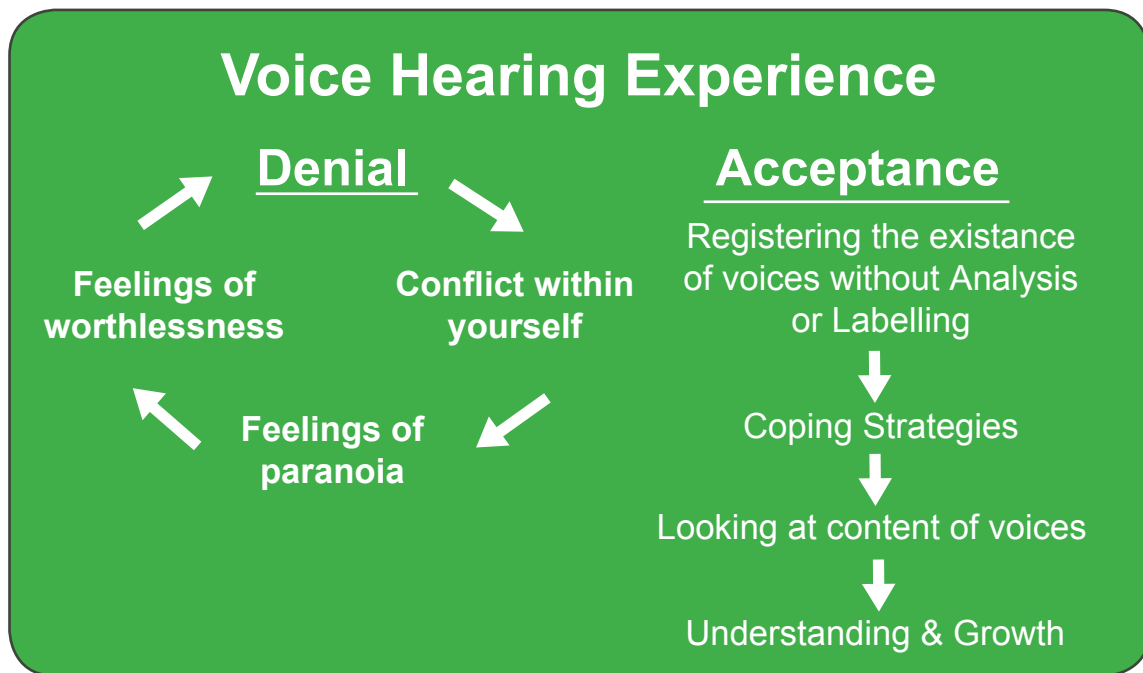 Voice Hearing Experience
Denial
Conflict within
yourself
Feelings of
paranoia
Feelings of
worthlessness
Acceptance
Registering the existance
of voices without Analysis
or Labelling
Coping Strategies
Looking at content of voices
Understanding & Growth